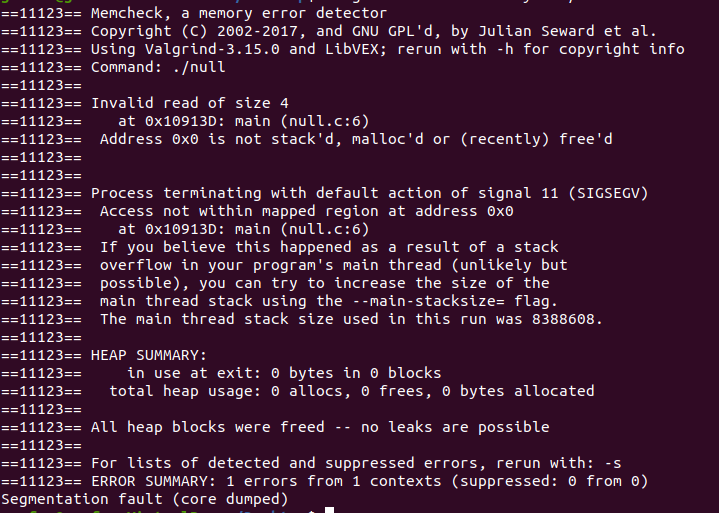 ==11123== Memcheck, a memory error detector
==11123== Copyright (C) 2002-2017, and GNU GPL'd, by Julian Seward et al.
==11123== Using Valgrind-3.15.0 and LibVEX; rerun with -h for copyright info
==11123== Command: ./null
==11123==
==11123== Invalid read of size 4
==11123==    at 0x10913D: main (null.c:6)
==11123==  Address 0x0 is not stack'd, malloc'd or (recently) free'd
==11123==
==11123==
==11123== Process terminating with default action of signal 11 (SIGSEGV)
==11123==  Access not within mapped region at address 0x0
==11123==    at 0x10913D: main (null.c:6)
==11123==  If you believe this happened as a result of a stack
==11123==  overflow in your program's main thread (unlikely but
==11123==  possible), you can try to increase the size of the
==11123==  main thread stack using the --main-stacksize= flag.
==11123==  The main thread stack size used in this run was 8388608.
==11123==
==11123== HEAP SUMMARY:
==11123==     in use at exit: 0 bytes in 0 blocks
==11123==   total heap usage: 0 allocs, 0 frees, 0 bytes allocated
==11123==
==11123== All heap blocks were freed -- no leaks are possible
==11123==
==11123== For lists of detected and suppressed errors, rerun with: -s
==11123== ERROR SUMMARY: 1 errors from 1 contexts (suppressed: 0 from 0)
Segmentation fault (core dumped)